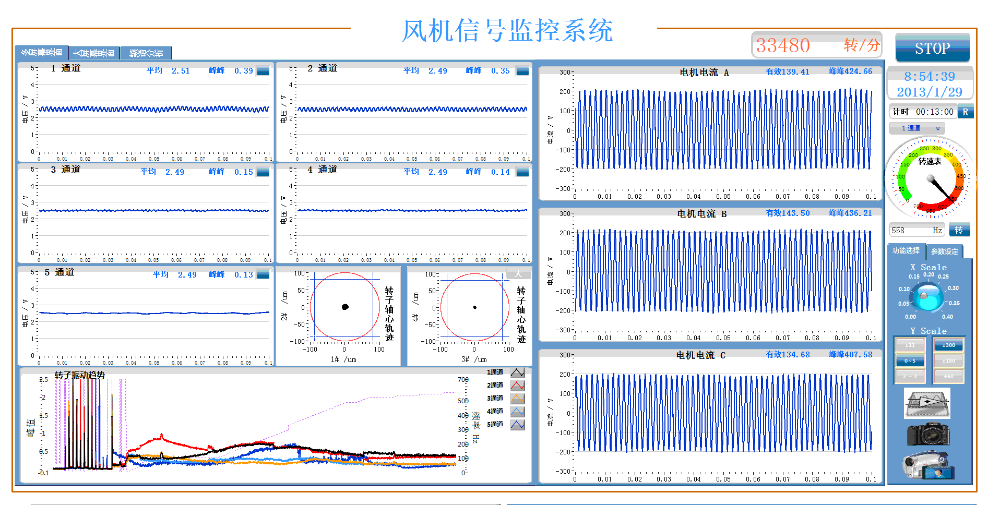 风机信号监控系统
33480 转/分
STOP
多屏幕界面 大屏幕界面 频谱分析
8:54:39
2013/1/29
计时 00:13:00 R
1 通道
转速表
0 50 100 150 200 250 300 350 400 450 500 550 600 650 700
558 Hz 转
功能选择 参数设定
X Scale
0.00 0.05 0.10 0.15 0.20 0.25 0.30 0.35 0.40
Y Scale
±11 ±300
0~5 ±180
2 ~ 3 ±60
1 通道 平均 2.51 峰峰 0.39
电压 / V
5 4 3 2 1 0
0 0.01 0.02 0.03 0.04 0.05 0.06 0.07 0.08 0.09 0.1
2 通道 平均 2.49 峰峰 0.35
电压 / V
5 4 3 2 1 0
0 0.01 0.02 0.03 0.04 0.05 0.06 0.07 0.08 0.09 0.1
3 通道 平均 2.49 峰峰 0.15
电压 / V
5 4 3 2 1 0
0 0.01 0.02 0.03 0.04 0.05 0.06 0.07 0.08 0.09 0.1
4 通道 平均 2.49 峰峰 0.14
电压 / V
5 4 3 2 1 0
0 0.01 0.02 0.03 0.04 0.05 0.06 0.07 0.08 0.09 0.1
5 通道 平均 2.49 峰峰 0.13
电压 / V
5 4 3 2 1 0
0 0.01 0.02 0.03 0.04 0.05 0.06 0.07 0.08 0.09 0.1
转子轴心轨迹
2# /um
100 50 0 -50 -100
-100 0 100
1# /um
大
转子轴心轨迹
4# /um
100 50 0 -50 -100
-100 0 100
3# /um
转子振动趋势
峰值
2.5 2 1.5 1 0.5 -0.1
700 500 400 300 200 100 0
频率 Hz
1通道
2通道
3通道
4通道
5通道
电机电流 A 有效139.41 峰峰424.66
电流 / V
300 200 100 0 -100 -200 -300
0 0.01 0.02 0.03 0.04 0.05 0.06 0.07 0.08 0.09 0.1
电机电流 B 有效143.50 峰峰436.21
电流 / V
300 200 100 0 -100 -200 -300
0 0.01 0.02 0.03 0.04 0.05 0.06 0.07 0.08 0.09 0.1
电机电流 C 有效134.68 峰峰407.58
电流 / V
300 200 100 0 -100 -200 -300
0 0.01 0.02 0.03 0.04 0.05 0.06 0.07 0.08 0.09 0.1